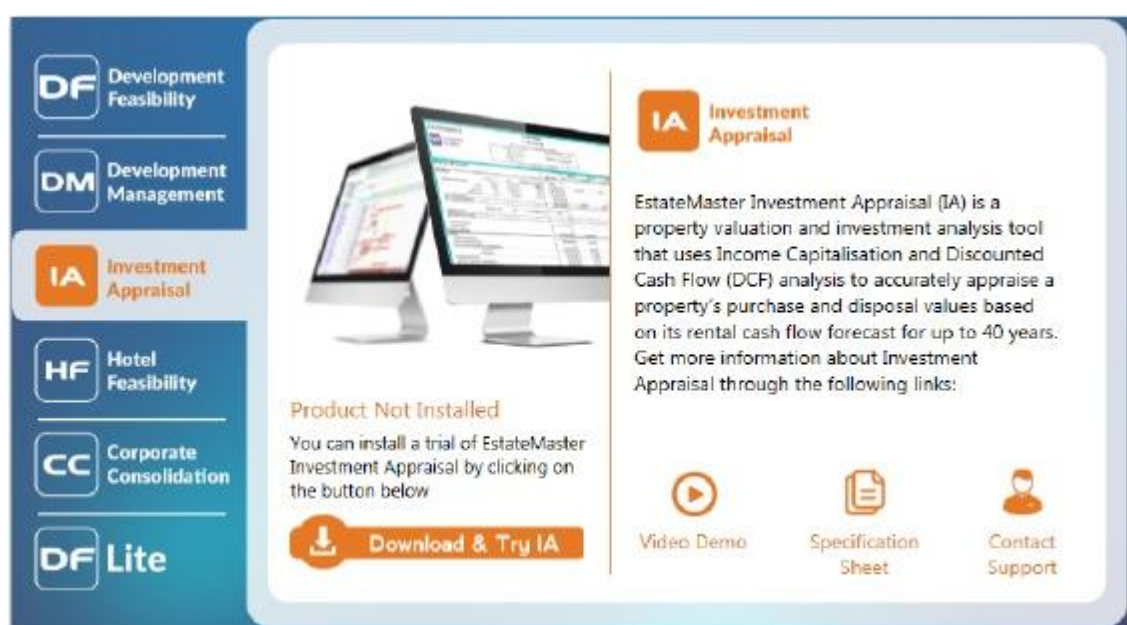 DF Development
Feasibility
DM Development
Management
IA Investment
Appraisal
HF Hotel
Feasibility
CC Corporate
Consolidation
DF Lite
Product Not Installed
You can install a trial of EstateMaster
Investment Appraisal by clicking on
the button below
Download & Try IA
IA Investment
Appraisal
EstateMaster Investment Appraisal (IA) is a
property valuation and investment analysis tool
that uses Income Capitalisation and Discounted
Cash Flow (DCF) analysis to accurately appraise a
property's purchase and disposal values based
on its rental cash flow forecast for up to 40 years.
Get more information about Investment
Appraisal through the following links:
Video Demo
Specification
Sheet
Contact
Support